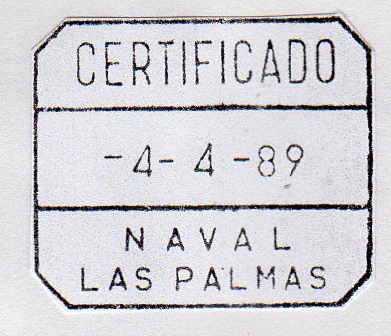 CERTIFICADO
-4- 4 -89
NAVAL
LAS PALMAS